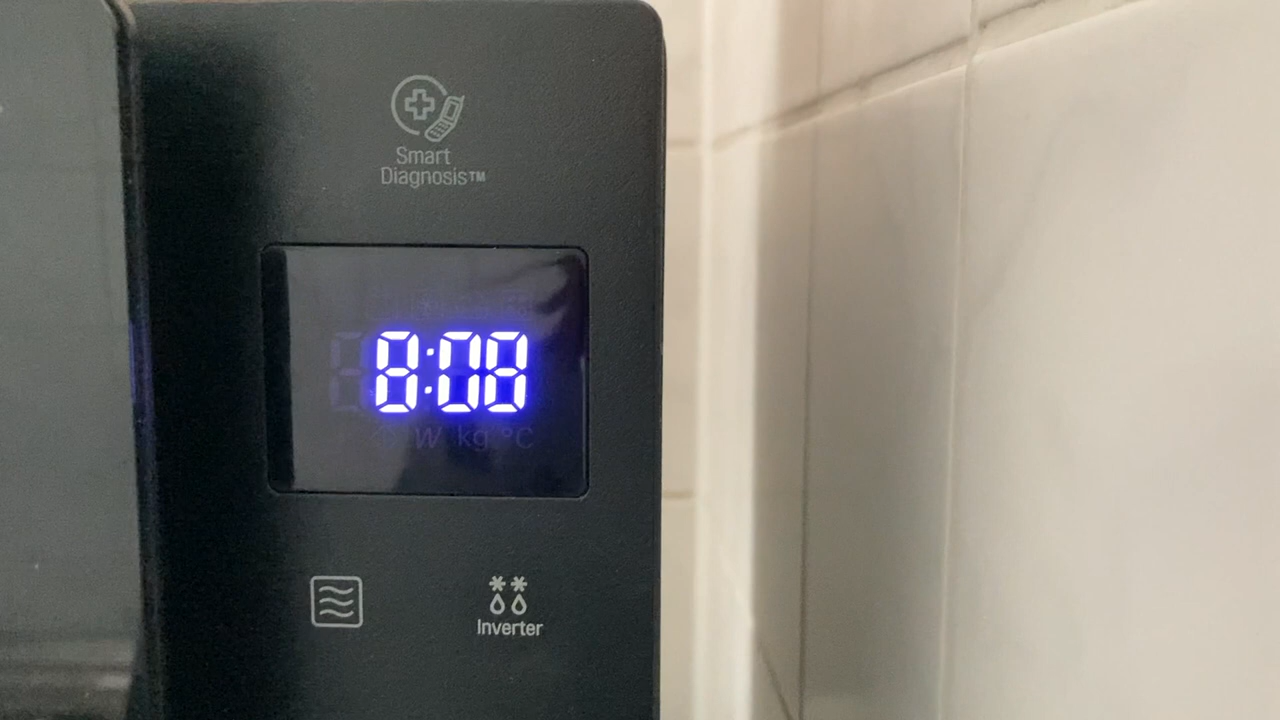 Smart
Diagnosis™
8:08
W kg °C
Inverter